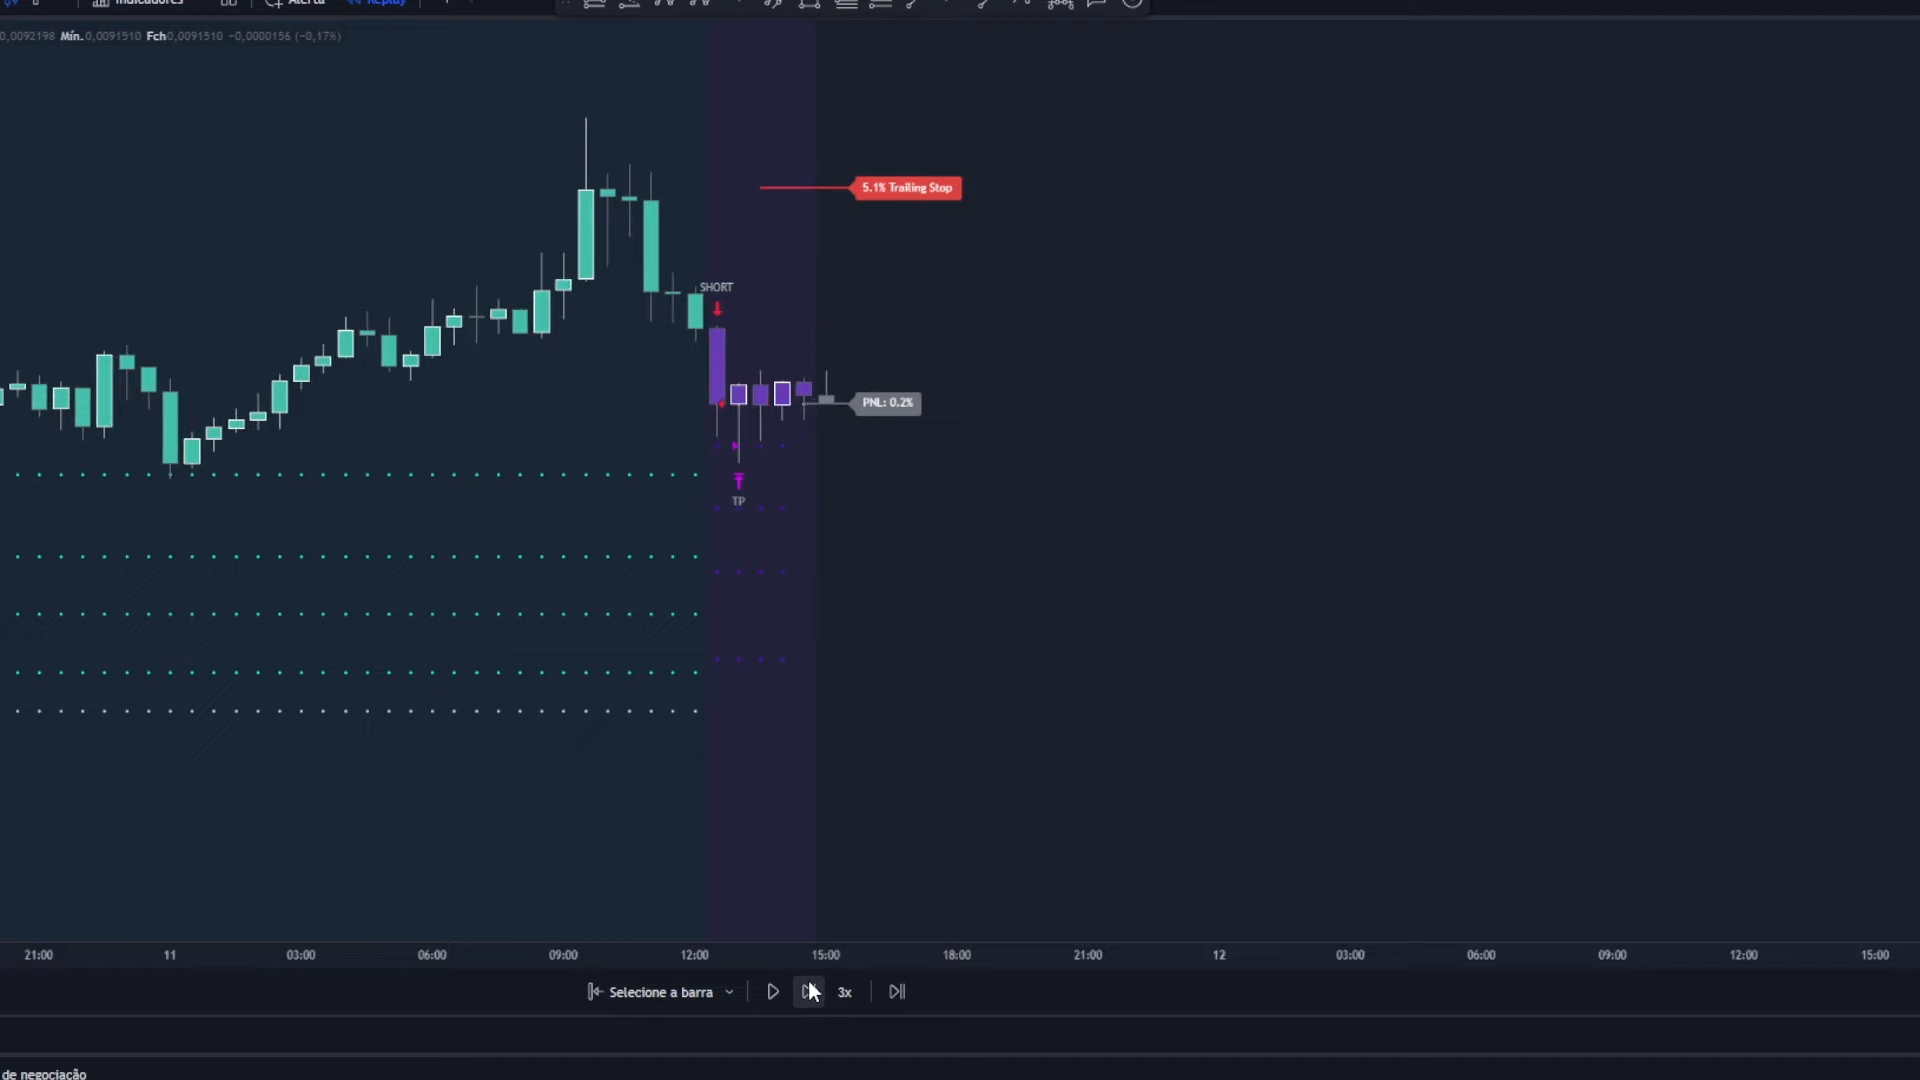 Indicadores Alerta Replay
0,0092198 Mín.0,0091510 Fch0,0091510 −0,0000156 (−0,17%)
5.1% Trailing Stop
SHORT
PNL: 0.2%
TP
21:00 11 03:00 06:00 09:00 12:00 15:00 18:00 21:00 12 03:00 06:00 09:00 12:00 15:00
Selecione a barra 3x
de negociação